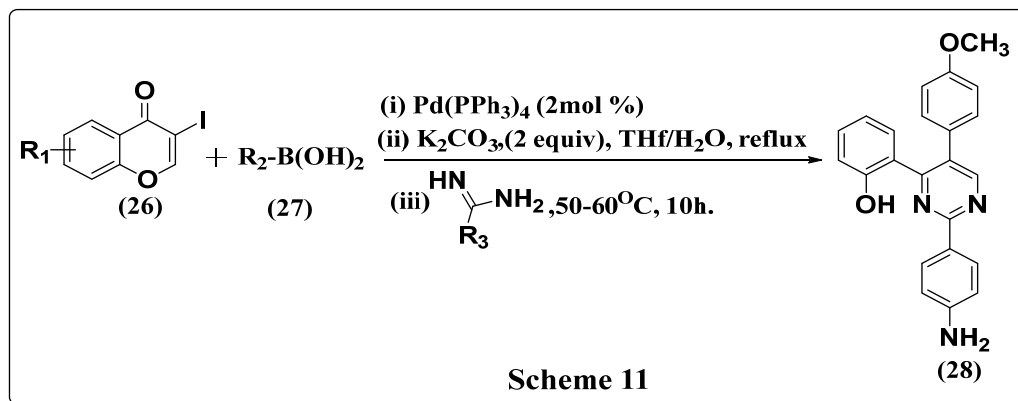 OCH3
O
I
R1
O
+ R2-B(OH)2
(26)
(27)
(i) Pd(PPh3)4 (2mol %)
(ii) K2CO3,(2 equiv), THf/H2O, reflux
(iii) HN NH2 ,50-60OC, 10h.
R3
OH
N
N
NH2
(28)
Scheme 11